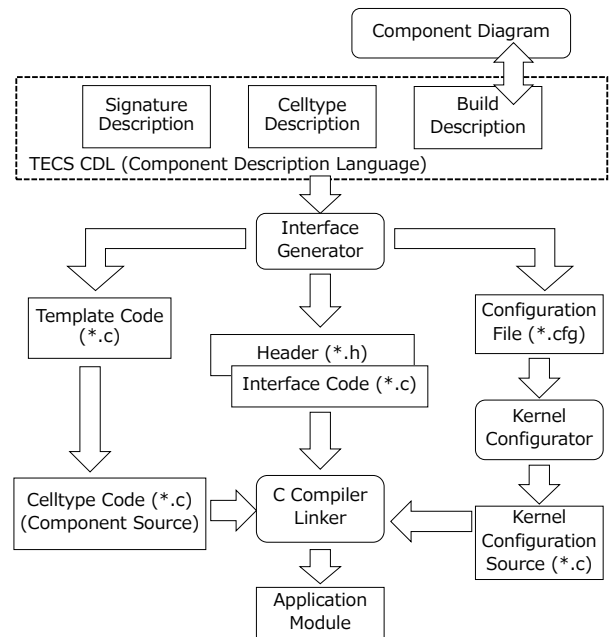 Component Diagram
Signature
Description
Celltype
Description
Build
Description
TECS CDL (Component Description Language)
Interface
Generator
Template Code
(*.c)
Header (*.h)
Interface Code (*.c)
Configuration
File (*.cfg)
Kernel
Configurator
Celltype Code (*.c)
(Component Source)
C Compiler
Linker
Kernel
Configuration
Source (*.c)
Application
Module